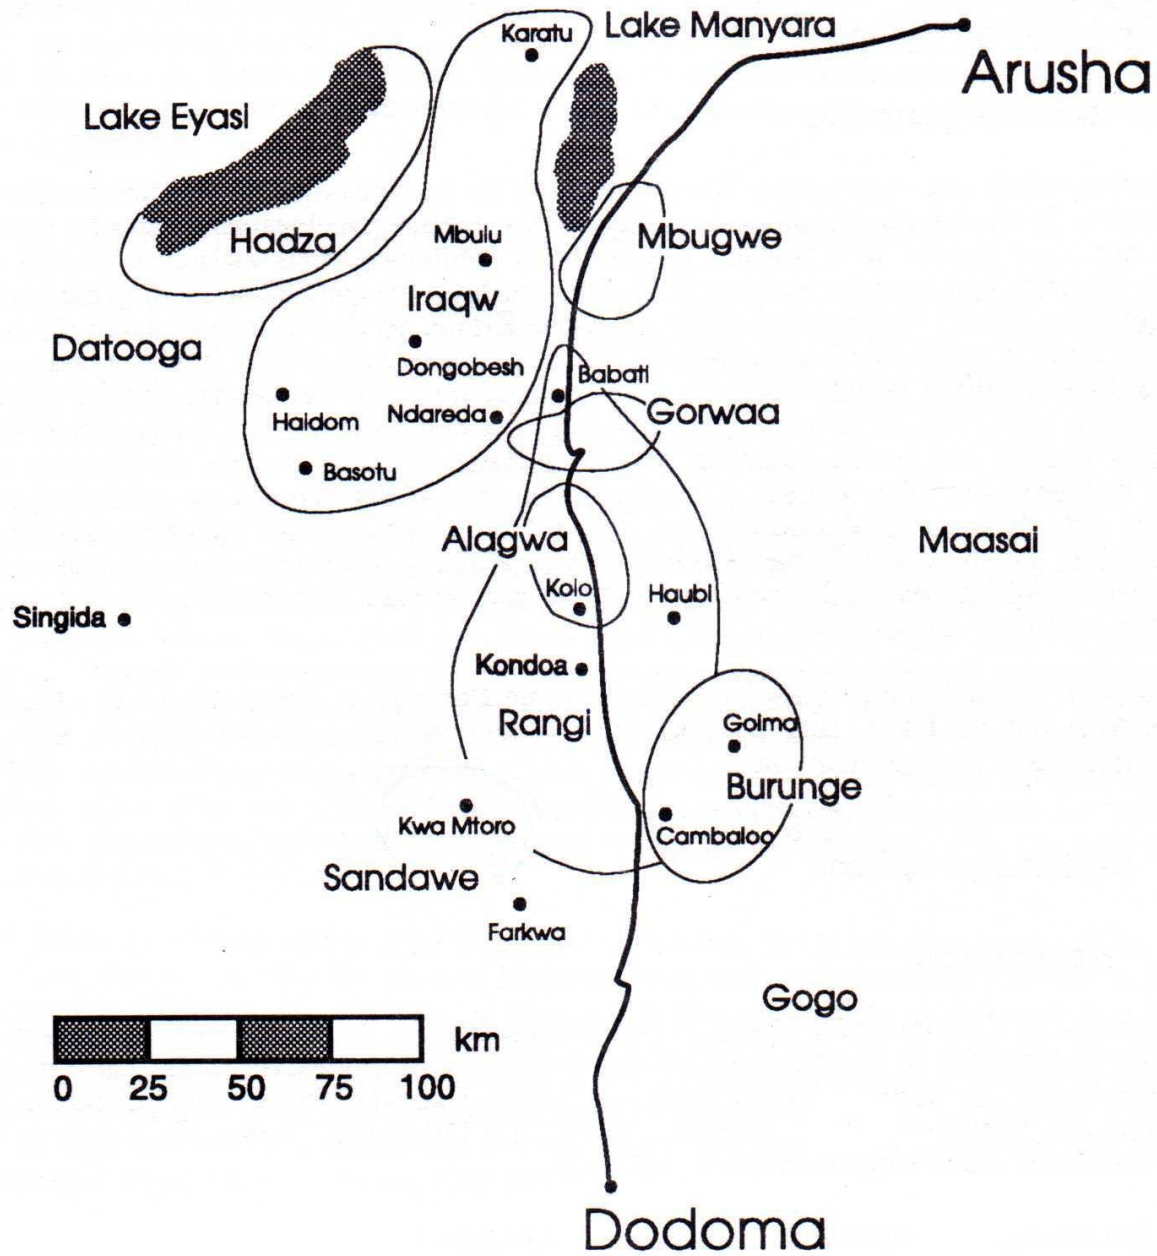 Karatu
Lake Manyara
Arusha
Lake Eyasi
Hadza
Mbulu
Mbugwe
Iraqw
Datooga
Dongobesh
Babati
Haidom
Ndareda
Gorwaa
Basotu
Alagwa
Maasai
Kolo
Haubi
Singida
Kondoa
Rangi
Goima
Burunge
Kwa Mtoro
Cambaloo
Sandawe
Farkwa
Gogo
km
0 25 50 75 100
Dodoma